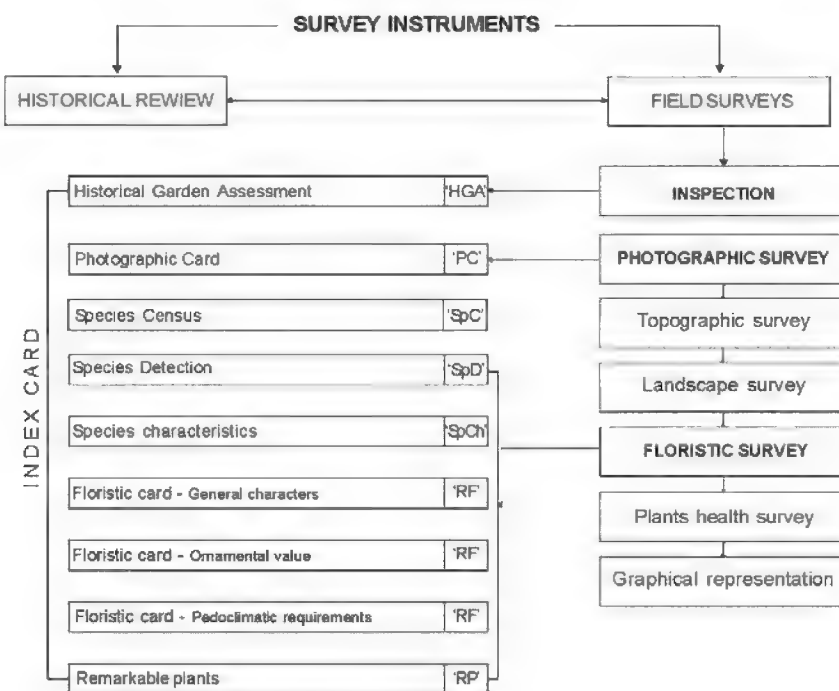 SURVEY INSTRUMENTS
HISTORICAL REWIEW
FIELD SURVEYS
INDEX CARD
Historical Garden Assessment 'HGA'
Photographic Card 'PC'
Species Census 'SpC'
Species Detection 'SpD'
Species characteristics 'SpCh'
Floristic card - General characters 'RF'
Floristic card - Ornamental value 'RF'
Floristic card - Pedoclimatic requirements 'RF'
Remarkable plants 'RP'
INSPECTION
PHOTOGRAPHIC SURVEY
Topographic survey
Landscape survey
FLORISTIC SURVEY
Plants health survey
Graphical representation